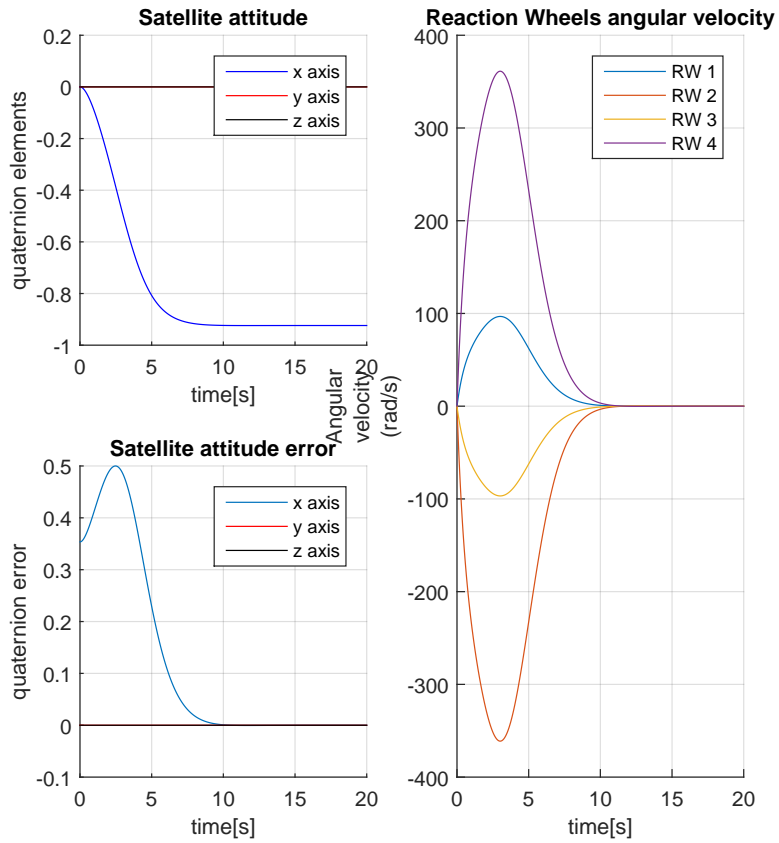 Satellite attitude
quaternion elements
0.2
0
-0.2
-0.4
-0.6
-0.8
-1
x axis
y axis
z axis
0 5 10 15 20
time[s]
Satellite attitude error
quaternion error
0.5
0.4
0.3
0.2
0.1
0
-0.1
x axis
y axis
z axis
0 5 10 15 20
time[s]
Reaction Wheels angular velocity
Angular
velocity
(rad/s)
400
300
200
100
0
-100
-200
-300
-400
RW 1
RW 2
RW 3
RW 4
0 5 10 15 20
time[s]